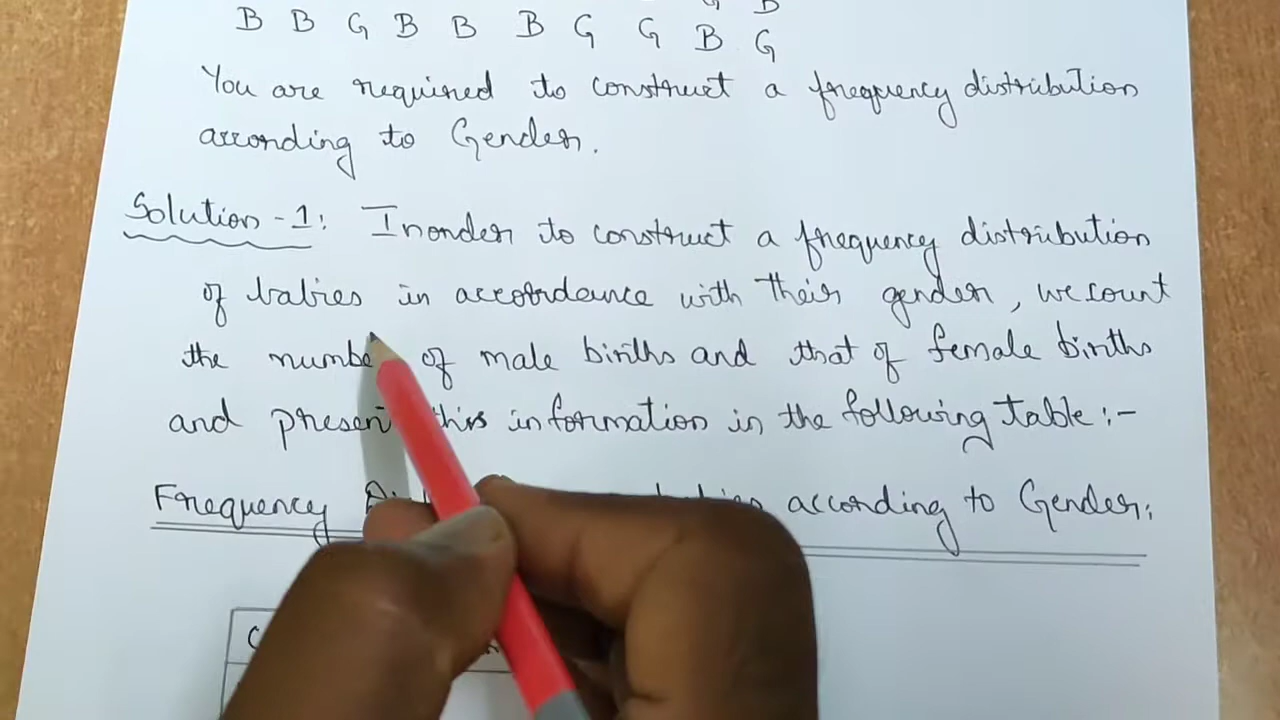 G B
B B G B B B G G B G
You are required to construct a frequency distribution
according to Gender.
Solution - 1: Inorder to construct a frequency distribution
of babies in accordance with their gender, we count
the number of male births and that of female births
and present this information in the following table :-
Frequency according to Gender: